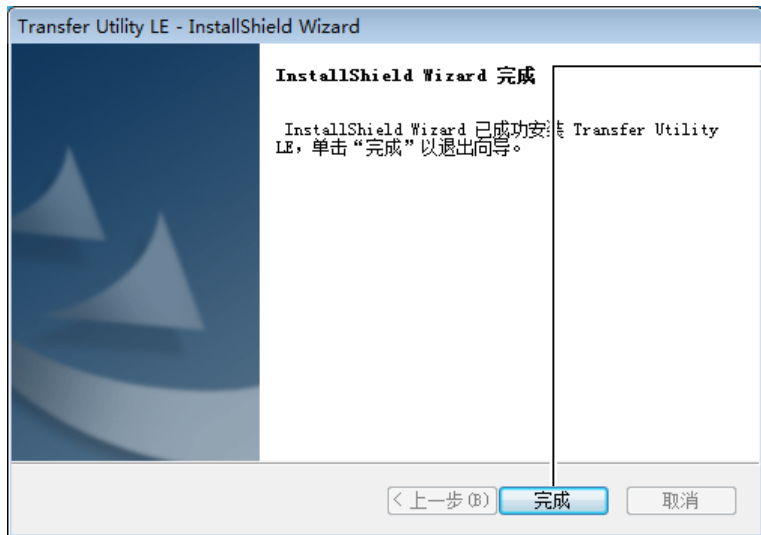 Transfer Utility LE - InstallShield Wizard
InstallShield Wizard 完成
InstallShield Wizard 已成功安装 Transfer Utility
LE，单击“完成”以退出向导。
< 上一步(B)
完成
取消